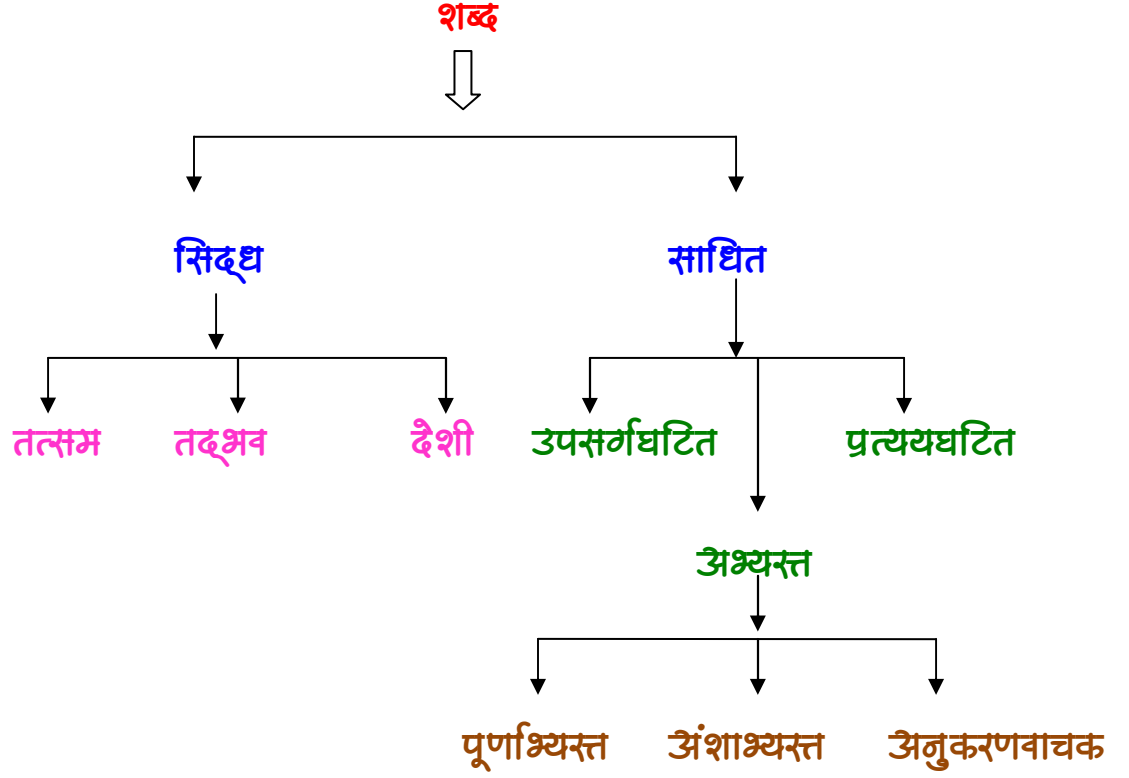 शब्द
सिद्ध साधित
तत्सम तद्भव देशी उपसर्गघटित प्रत्ययघटित
अभ्यस्त
पूर्णाभ्यस्त अंशाभ्यस्त अनुकरणवाचक